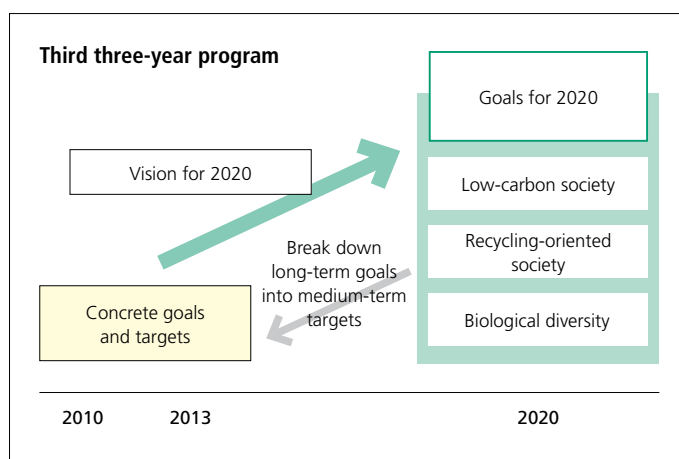 Third three-year program
Goals for 2020
Vision for 2020
Low-carbon society
Recycling-oriented
society
Biological diversity
Break down
long-term goals
into medium-term
targets
Concrete goals
and targets
2010 2013 2020